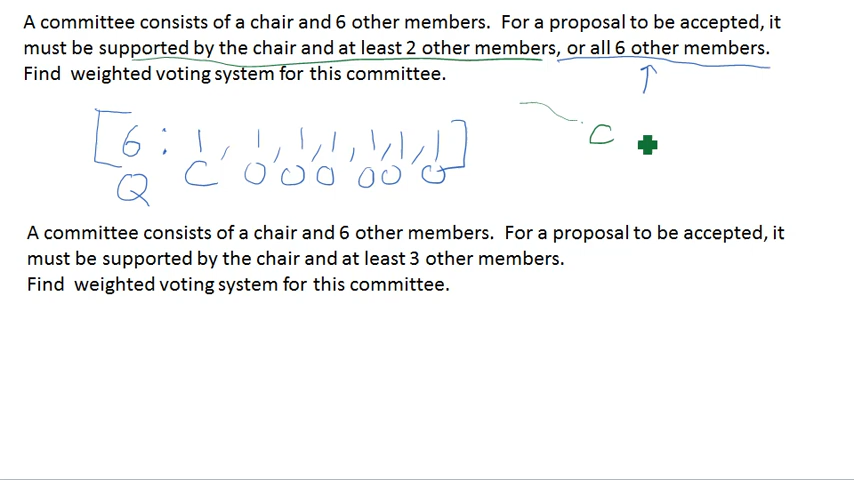 A committee consists of a chair and 6 other members. For a proposal to be accepted, it
must be supported by the chair and at least 2 other members, or all 6 other members.
Find weighted voting system for this committee.
C
[6 : 1, 1, 1, 1, 1, 1, 1]
Q C O O O O O O
A committee consists of a chair and 6 other members. For a proposal to be accepted, it
must be supported by the chair and at least 3 other members.
Find weighted voting system for this committee.